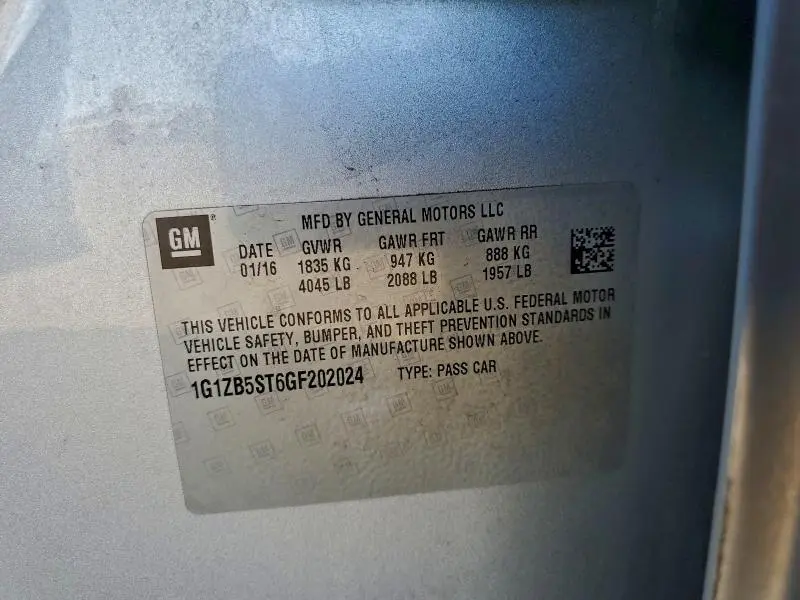 GM ®
MFD BY GENERAL MOTORS LLC
DATE GVWR GAWR FRT GAWR RR
01/16 1835 KG 947 KG 888 KG
4045 LB 2088 LB 1957 LB
THIS VEHICLE CONFORMS TO ALL APPLICABLE U.S. FEDERAL MOTOR
VEHICLE SAFETY, BUMPER, AND THEFT PREVENTION STANDARDS IN
EFFECT ON THE DATE OF MANUFACTURE SHOWN ABOVE.
1G1ZB5ST6GF202024 TYPE: PASS CAR